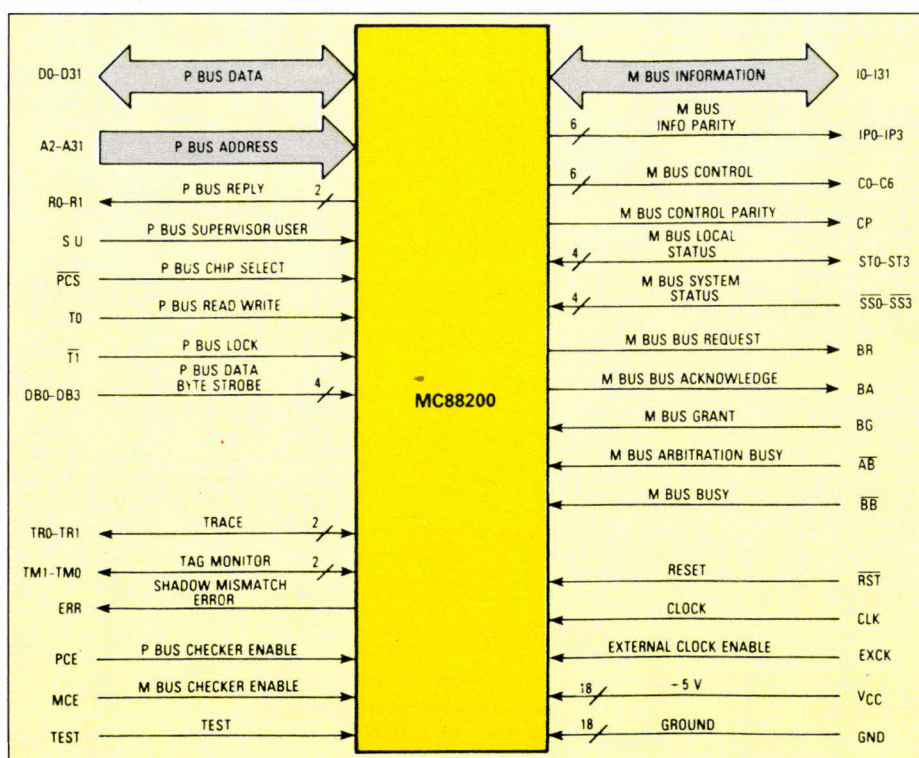 D0–D31
P BUS DATA
A2–A31
P BUS ADDRESS
R0–R1
P BUS REPLY
2
S U
P BUS SUPERVISOR USER
PCS
P BUS CHIP SELECT
T0
P BUS READ WRITE
T1
P BUS LOCK
DB0–DB3
P BUS DATA
BYTE STROBE
4
TR0–TR1
TRACE
2
TM1–TM0
TAG MONITOR
2
ERR
SHADOW MISMATCH
ERROR
PCE
P BUS CHECKER ENABLE
MCE
M BUS CHECKER ENABLE
TEST
TEST
MC88200
M BUS INFORMATION
I0–I31
M BUS
INFO PARITY
6
IP0–IP3
6
M BUS CONTROL
C0–C6
M BUS CONTROL PARITY
CP
M BUS LOCAL
STATUS
4
ST0–ST3
M BUS SYSTEM
STATUS
4
SS0–SS3
M BUS BUS REQUEST
BR
M BUS BUS ACKNOWLEDGE
BA
M BUS GRANT
BG
M BUS ARBITRATION BUSY
AB
M BUS BUSY
BB
RESET
RST
CLOCK
CLK
EXTERNAL CLOCK ENABLE
EXCK
18
-5 V
VCC
18
GROUND
GND